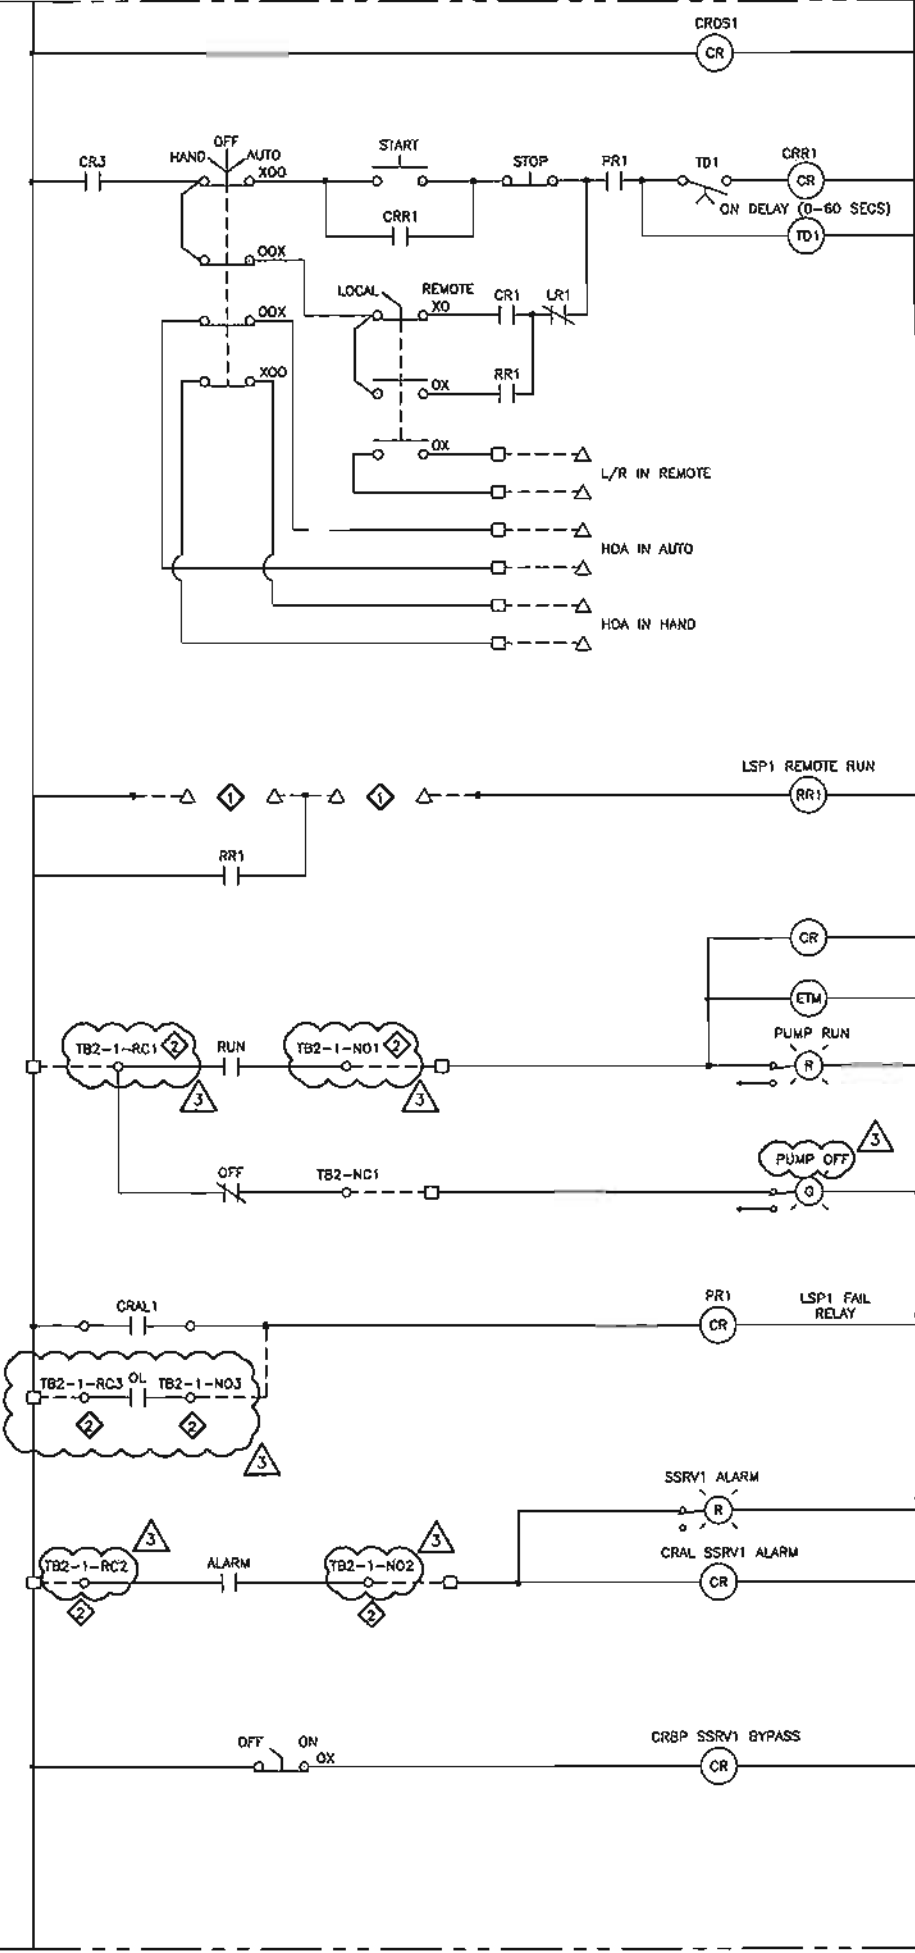 CRDS1
CR
OFF
HAND AUTO
XOO
CR3
START
STOP
PR1
TD1
CRR1
CR
CRR1
ON DELAY (0-60 SECS)
TD1
OOX
LOCAL
REMOTE
XO
CR1
LR1
OOX
XOO
OX
RR1
OX
L/R IN REMOTE
HOA IN AUTO
HOA IN HAND
LSP1 REMOTE RUN
1
1
RR1
RR1
CR
ETM
PUMP RUN
TB2-1-RC1
2
RUN
TB2-1-NO1
2
R
3
3
3
PUMP OFF
OFF
TB2-NC1
G
CRAL1
PR1
CR
LSP1 FAIL
RELAY
TB2-1-RC3
OL
TB2-1-NO3
2
2
3
SSRV1 ALARM
R
3
3
TB2-1-RC2
ALARM
TB2-1-NO2
CRAL SSRV1 ALARM
CR
2
2
OFF
ON
OX
CRBP SSRV1 BYPASS
CR